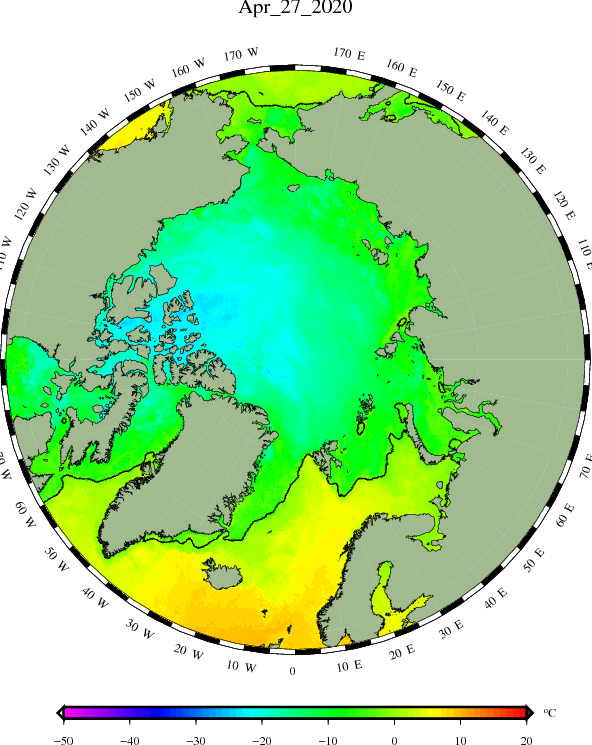 Apr_27_2020
170 W
170 E
160 W
160 E
150 W
150 E
140 W
140 E
130 W
130 E
120 W
120 E
110 E
70 E
60 W
60 E
50 W
50 E
40 W
40 E
30 W
30 E
20 W
20 E
10 W
10 E
0
°C
−50 −40 −30 −20 −10 0 10 20